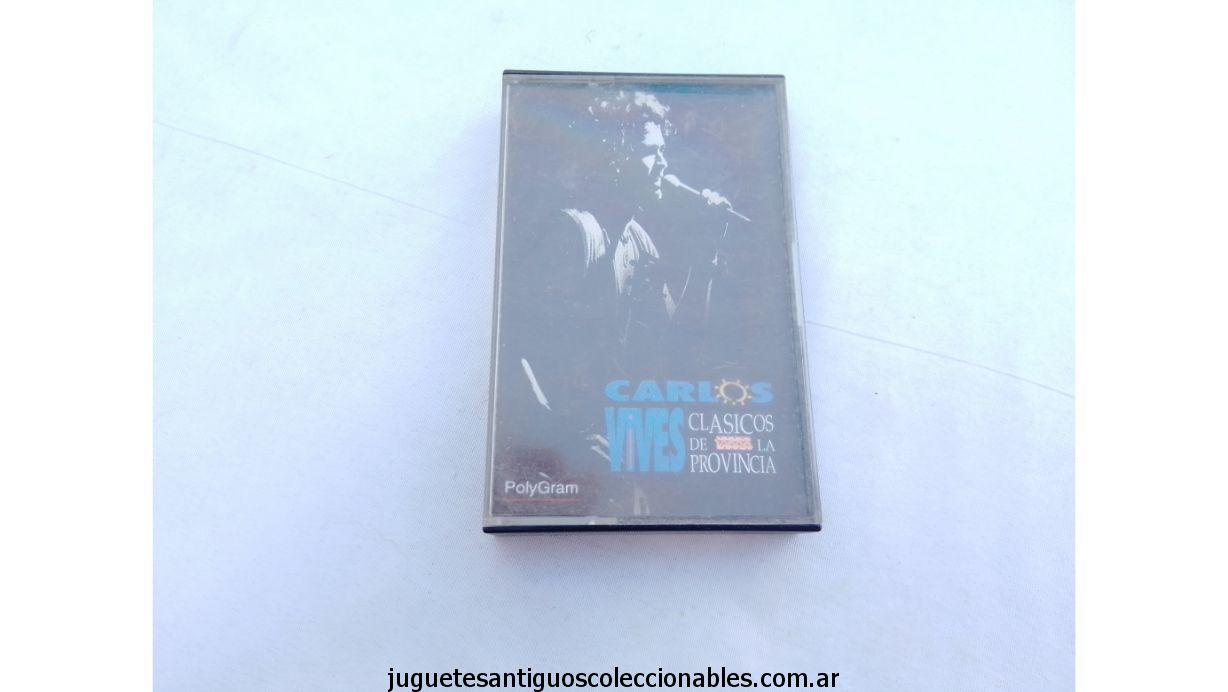 CARLOS
VIVES CLASICOS
DE LA
PROVINCIA
PolyGram
juguetesantiguoscoleccionables.com.ar